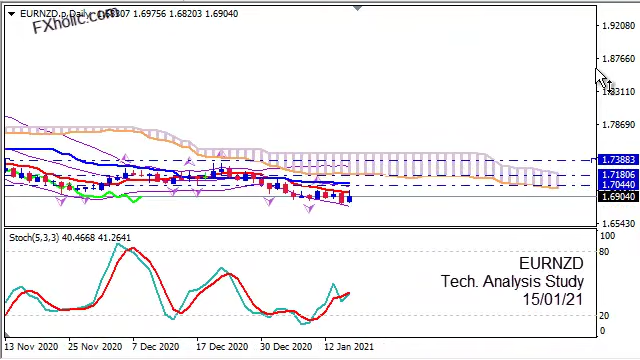 EURNZD.p,Daily 1.68307 1.69756 1.68203 1.69040
FXholic.com
1.92080
1.87660
1.83110
1.78690
1.73883
1.71806
1.70440
1.69040
1.65430
Stoch(5,3,3) 40.4668 41.2641
100
80
20
0
EURNZD
Tech. Analysis Study
15/01/21
13 Nov 2020 25 Nov 2020 7 Dec 2020 17 Dec 2020 30 Dec 2020 12 Jan 2021